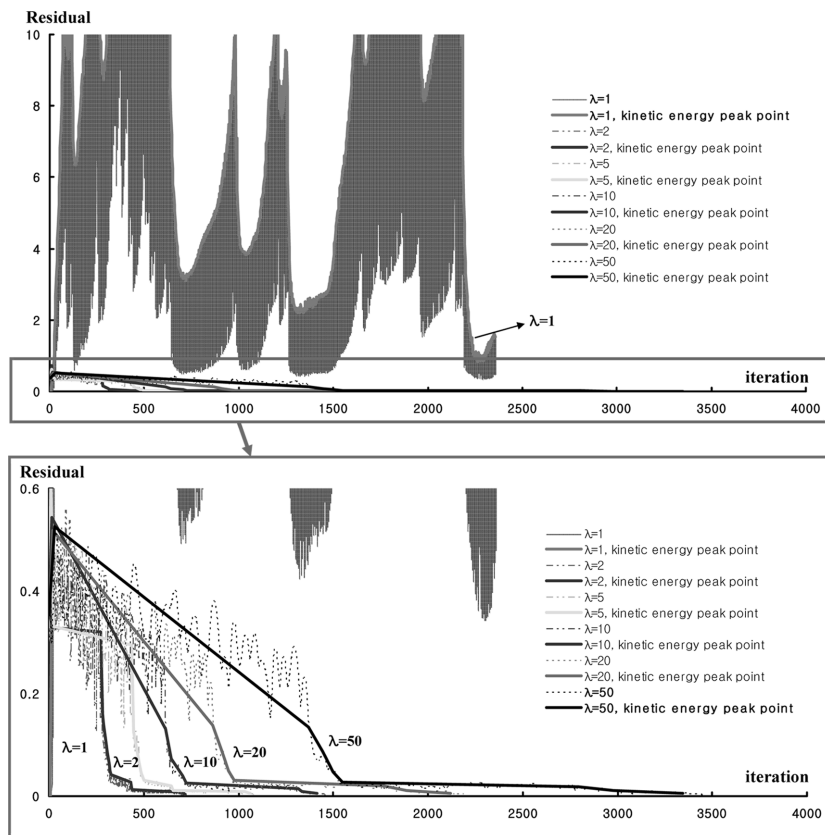 Residual
10
8
6
4
2
0
λ=1
λ=1, kinetic energy peak point
λ=2
λ=2, kinetic energy peak point
λ=5
λ=5, kinetic energy peak point
λ=10
λ=10, kinetic energy peak point
λ=20
λ=20, kinetic energy peak point
λ=50
λ=50, kinetic energy peak point
λ=1
iteration
0 500 1000 1500 2000 2500 3000 3500 4000
Residual
0.6
0.4
0.2
0
λ=1
λ=1, kinetic energy peak point
λ=2
λ=2, kinetic energy peak point
λ=5
λ=5, kinetic energy peak point
λ=10
λ=10, kinetic energy peak point
λ=20
λ=20, kinetic energy peak point
λ=50
λ=50, kinetic energy peak point
λ=1 λ=2 λ=10 λ=20 λ=50
iteration
0 500 1000 1500 2000 2500 3000 3500 4000